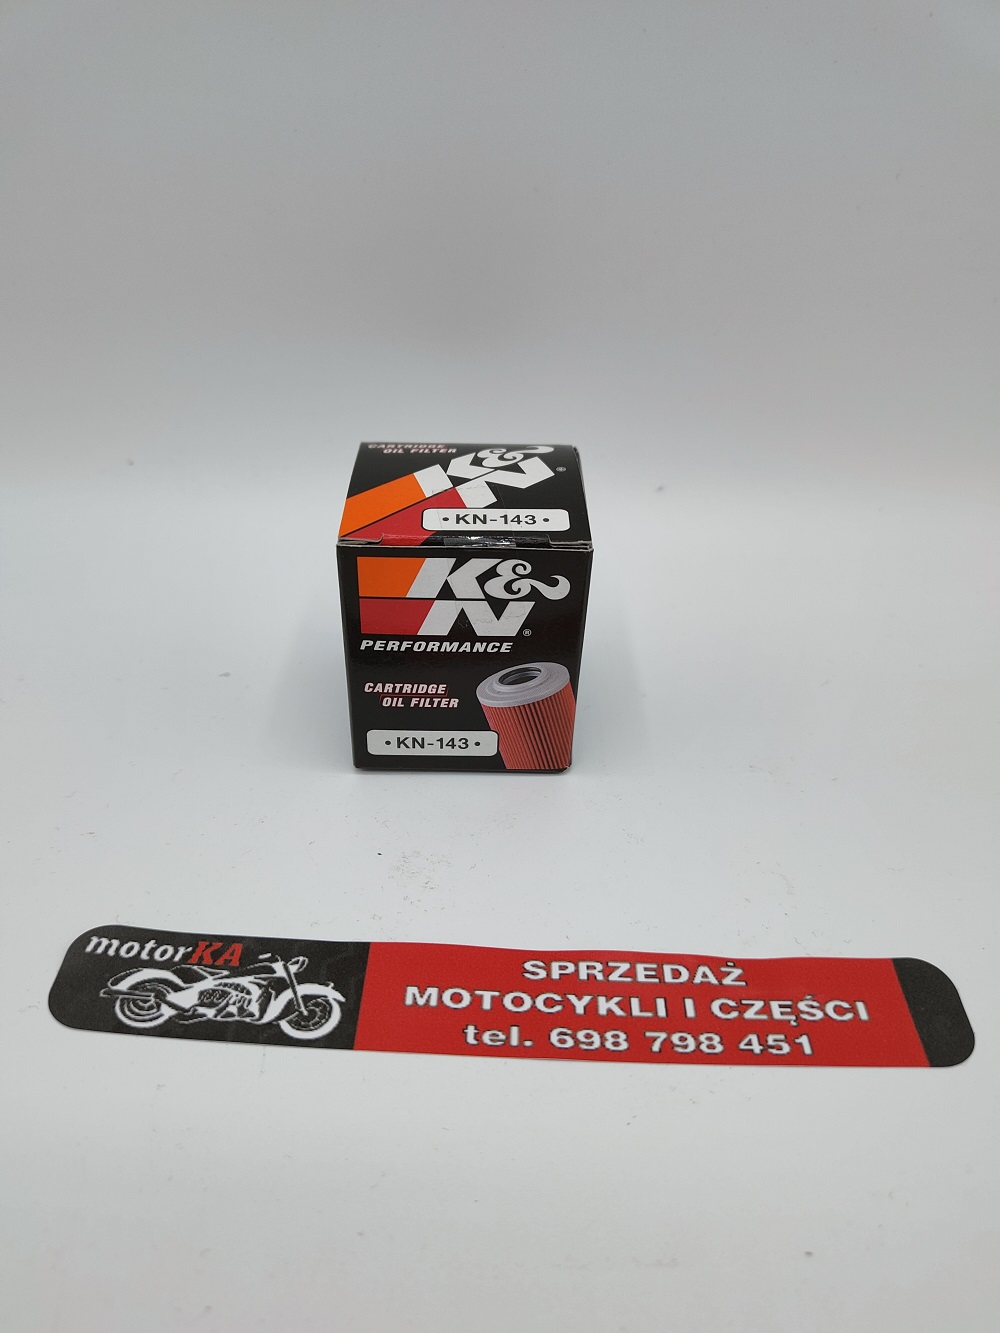 CARTRIDGE
OIL FILTER
K&N®
• KN-143 •
K&N®
PERFORMANCE
CARTRIDGE
OIL FILTER
• KN-143 •
motorKA
SPRZEDAŻ
MOTOCYKLI I CZĘŚCI
tel. 698 798 451